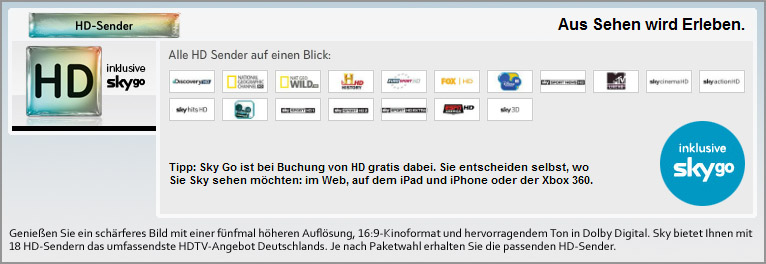 HD-Sender
Aus Sehen wird Erleben.
HD
inklusive
sky go
Alle HD Sender auf einen Blick:
Discovery HD
NATIONAL GEOGRAPHIC CHANNEL HD
NAT GEO WILD HD
HISTORY HD
EUROSPORT HD
FOX HD
sky SPORT NEWS HD
MTV
sky cinema HD
sky action HD
sky hits HD
sky SPORT HD 1
sky SPORT HD 2
sky SPORT HD EXTRA
ESPN AMERICA HD
sky 3D
Tipp: Sky Go ist bei Buchung von HD gratis dabei. Sie entscheiden selbst, wo
Sie Sky sehen möchten: im Web, auf dem iPad und iPhone oder der Xbox 360.
inklusive
sky go
Genießen Sie ein schärferes Bild mit einer fünfmal höheren Auflösung, 16:9-Kinoformat und hervorragendem Ton in Dolby Digital. Sky bietet Ihnen mit
18 HD-Sendern das umfassendste HDTV-Angebot Deutschlands. Je nach Paketwahl erhalten Sie die passenden HD-Sender.